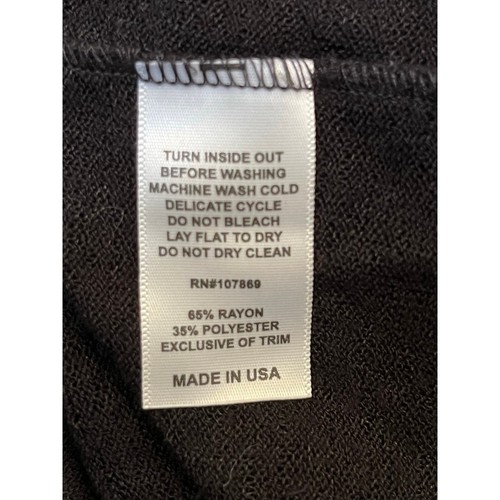 TURN INSIDE OUT
BEFORE WASHING
MACHINE WASH COLD
DELICATE CYCLE
DO NOT BLEACH
LAY FLAT TO DRY
DO NOT DRY CLEAN
RN#107869
65% RAYON
35% POLYESTER
EXCLUSIVE OF TRIM
MADE IN USA